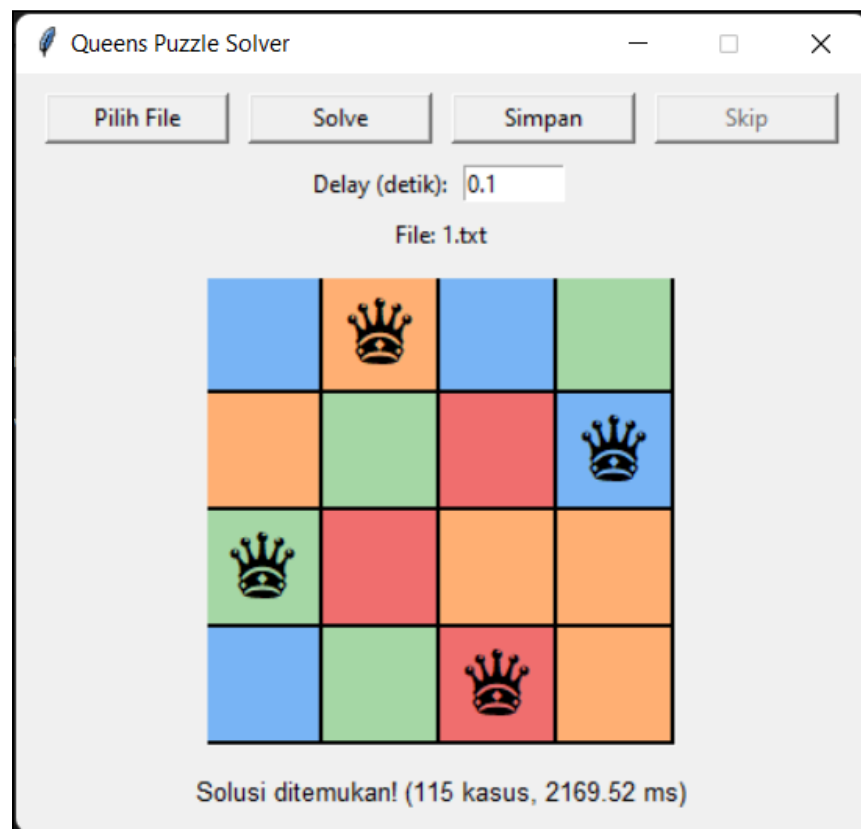 Queens Puzzle Solver
Pilih File Solve Simpan Skip
Delay (detik): 0.1
File: 1.txt
Solusi ditemukan! (115 kasus, 2169.52 ms)